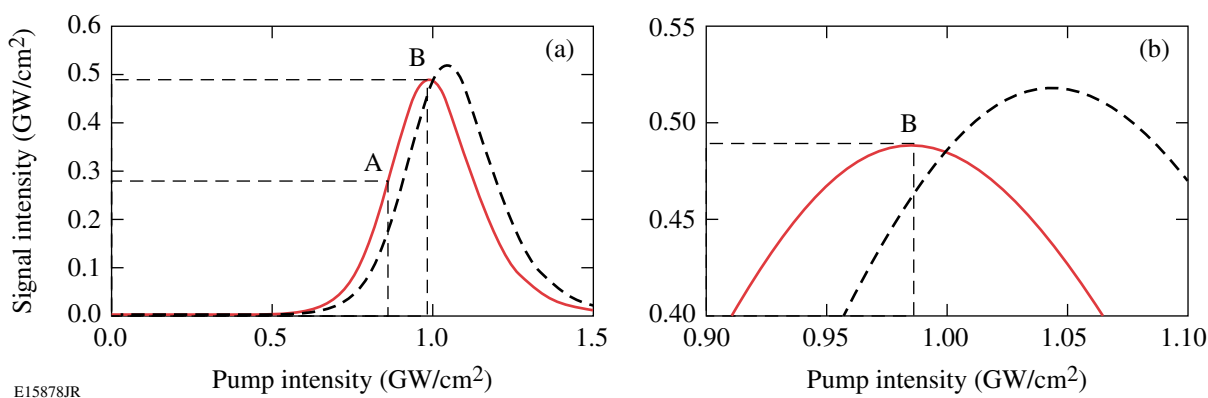 0.6
0.5
0.4
0.3
0.2
0.1
0.0
Signal intensity (GW/cm2)
(a)
B
A
0.0
0.5
1.0
1.5
Pump intensity (GW/cm2)
0.55
0.50
0.45
0.40
(b)
B
0.90
0.95
1.00
1.05
1.10
Pump intensity (GW/cm2)
E15878JR